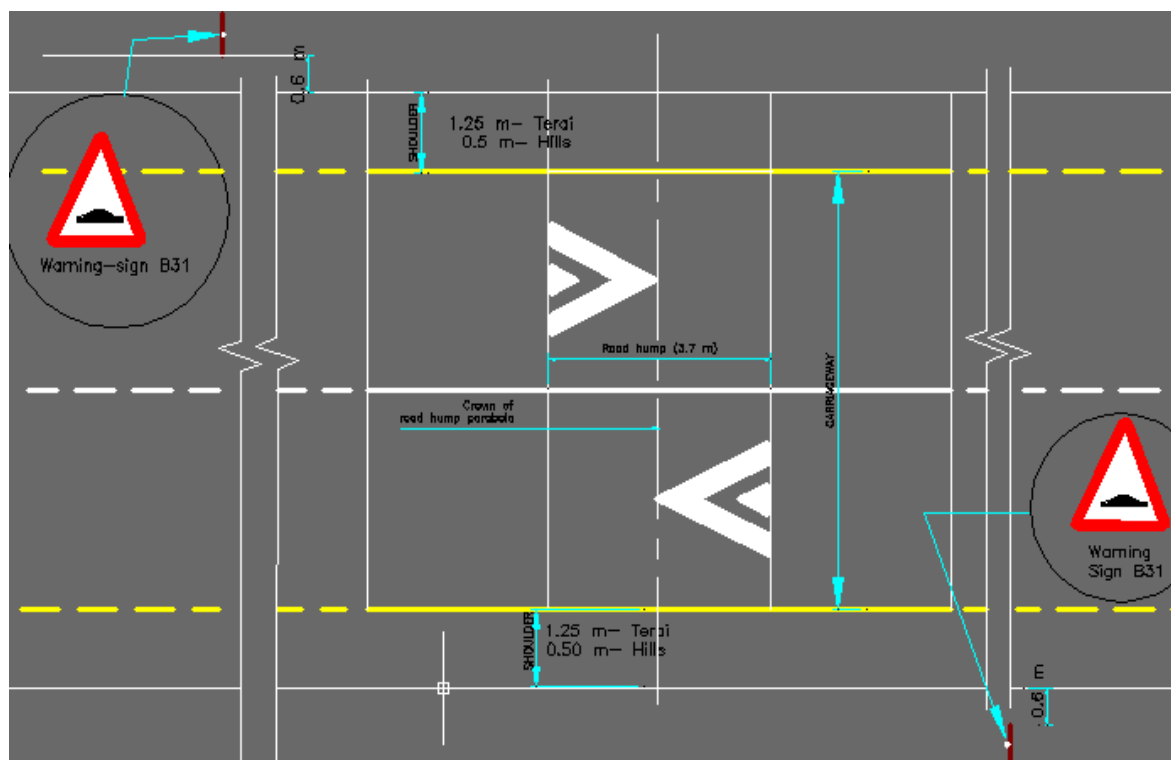 0.6 m
SHOULDER
1.25 m- Terai
0.5 m- Hills
Warning-sign B31
Road hump (3.7 m)
CARRIAGEWAY
Crown of
road hump parabola
Warning
Sign B31
SHOULDER
1.25 m- Terai
0.50 m- Hills
0.6 m